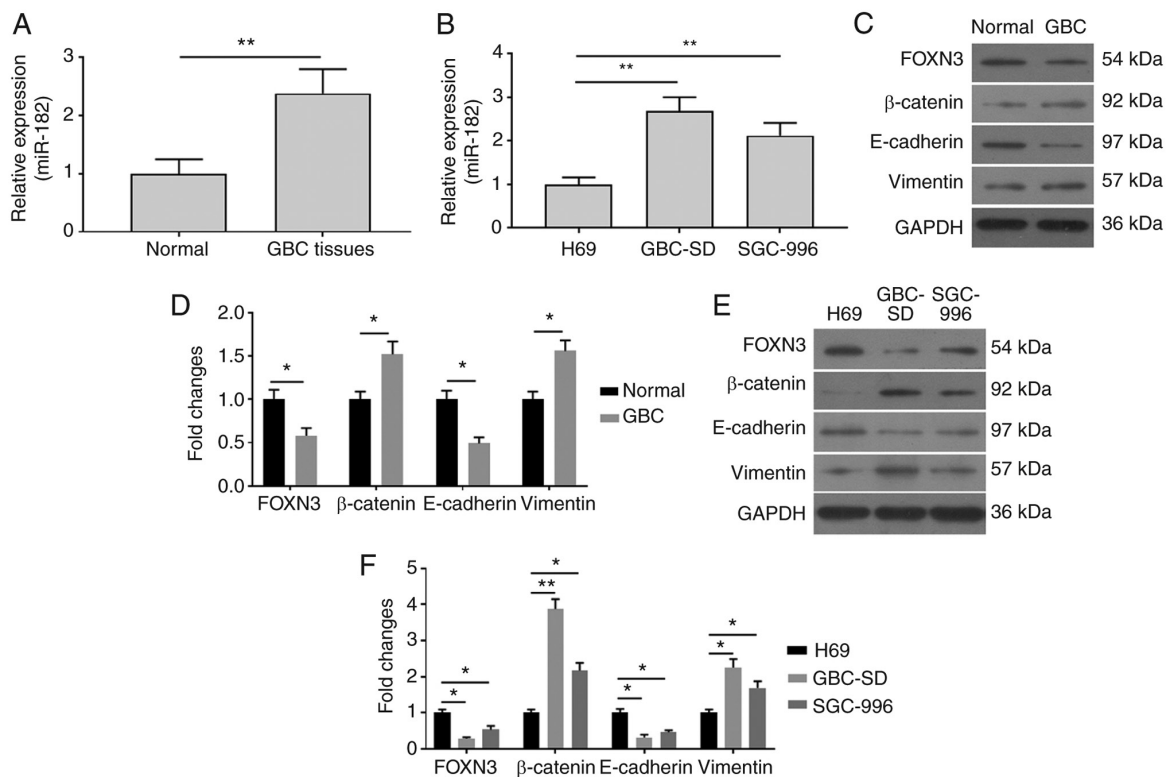 A
**
3
2
1
0
Relative expression
(miR-182)
Normal
GBC tissues
B
**
**
4
3
2
1
0
Relative expression
(miR-182)
H69
GBC-SD
SGC-996
C
Normal GBC
FOXN3 54 kDa
β-catenin 92 kDa
E-cadherin 97 kDa
Vimentin 57 kDa
GAPDH 36 kDa
D
2.0
1.5
1.0
0.5
0.0
Fold changes
* * * *
FOXN3 β-catenin E-cadherin Vimentin
Normal
GBC
E
H69 GBC-SD SGC-996
FOXN3 54 kDa
β-catenin 92 kDa
E-cadherin 97 kDa
Vimentin 57 kDa
GAPDH 36 kDa
F
5
4
3
2
1
0
Fold changes
*
*
*
**
*
*
*
*
FOXN3 β-catenin E-cadherin Vimentin
H69
GBC-SD
SGC-996